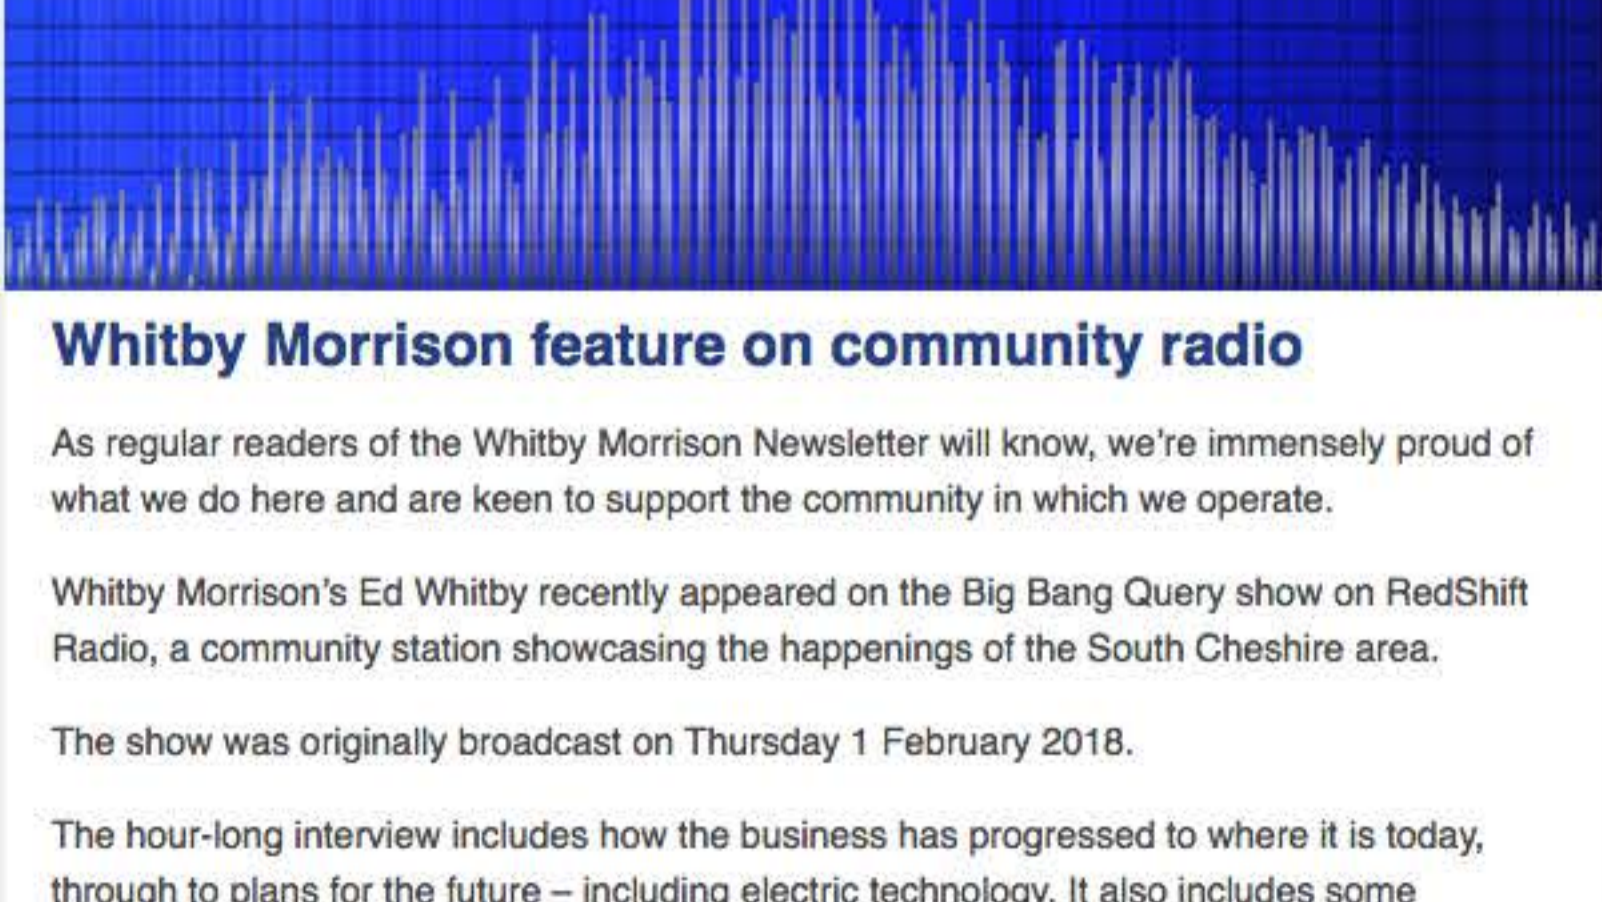 Whitby Morrison feature on community radio
As regular readers of the Whitby Morrison Newsletter will know, we're immensely proud of
what we do here and are keen to support the community in which we operate.
Whitby Morrison’s Ed Whitby recently appeared on the Big Bang Query show on RedShift
Radio, a community station showcasing the happenings of the South Cheshire area.
The show was originally broadcast on Thursday 1 February 2018.
The hour-long interview includes how the business has progressed to where it is today,
through to plans for the future – including electric technology. It also includes some